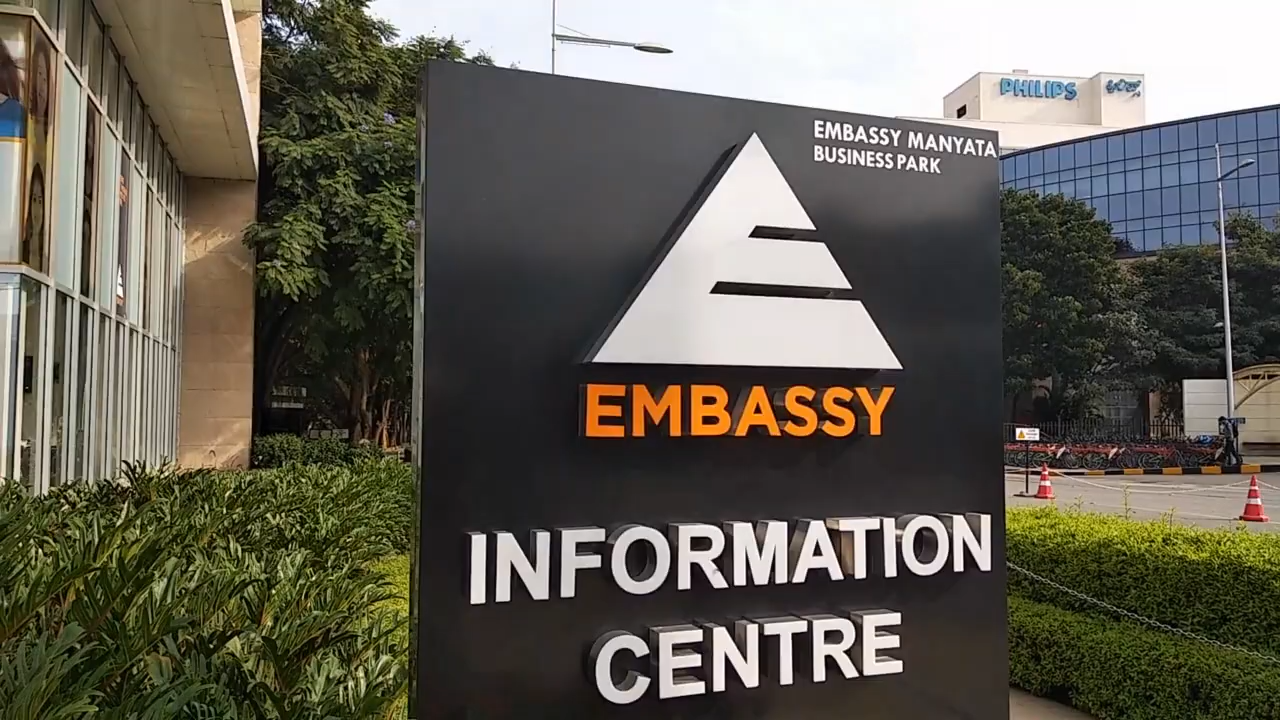 EMBASSY MANYATA
BUSINESS PARK
EMBASSY
INFORMATION
CENTRE
PHILIPS